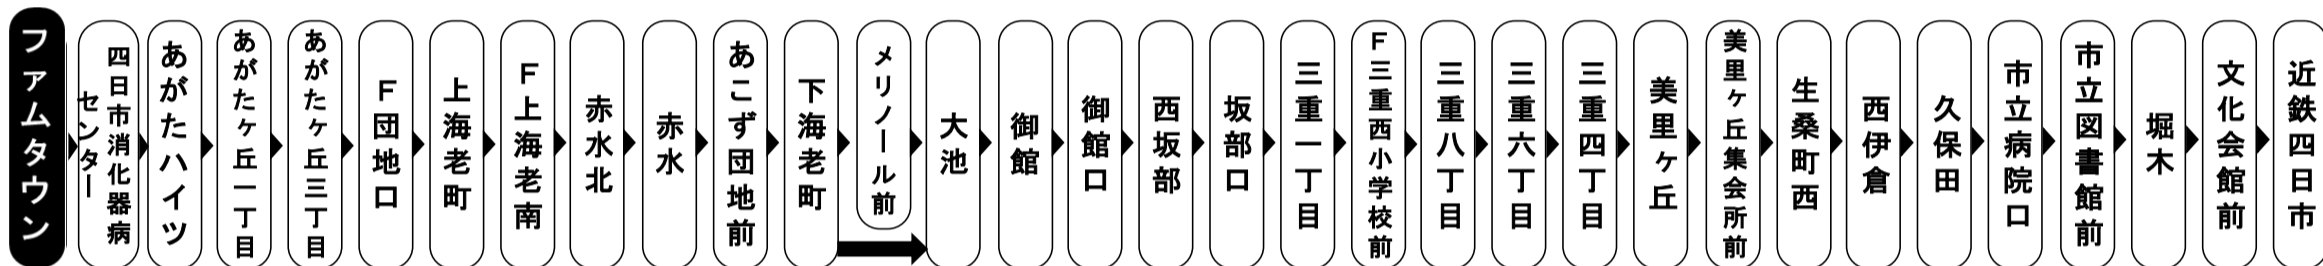 ファムタウン
四日市消化器病
センター
あがたハイツ
あがたヶ丘一丁目
あがたヶ丘三丁目
Ｆ団地口
上海老町
Ｆ上海老南
赤水北
赤水
あこず団地前
下海老町
メリノール前
大池
御館
御館口
西坂部
坂部口
三重一丁目
Ｆ三重西小学校前
三重八丁目
三重六丁目
三重四丁目
美里ヶ丘
美里ヶ丘集会所前
生桑町西
西伊倉
久保田
市立病院口
市立図書館前
堀木
文化会館前
近鉄四日市